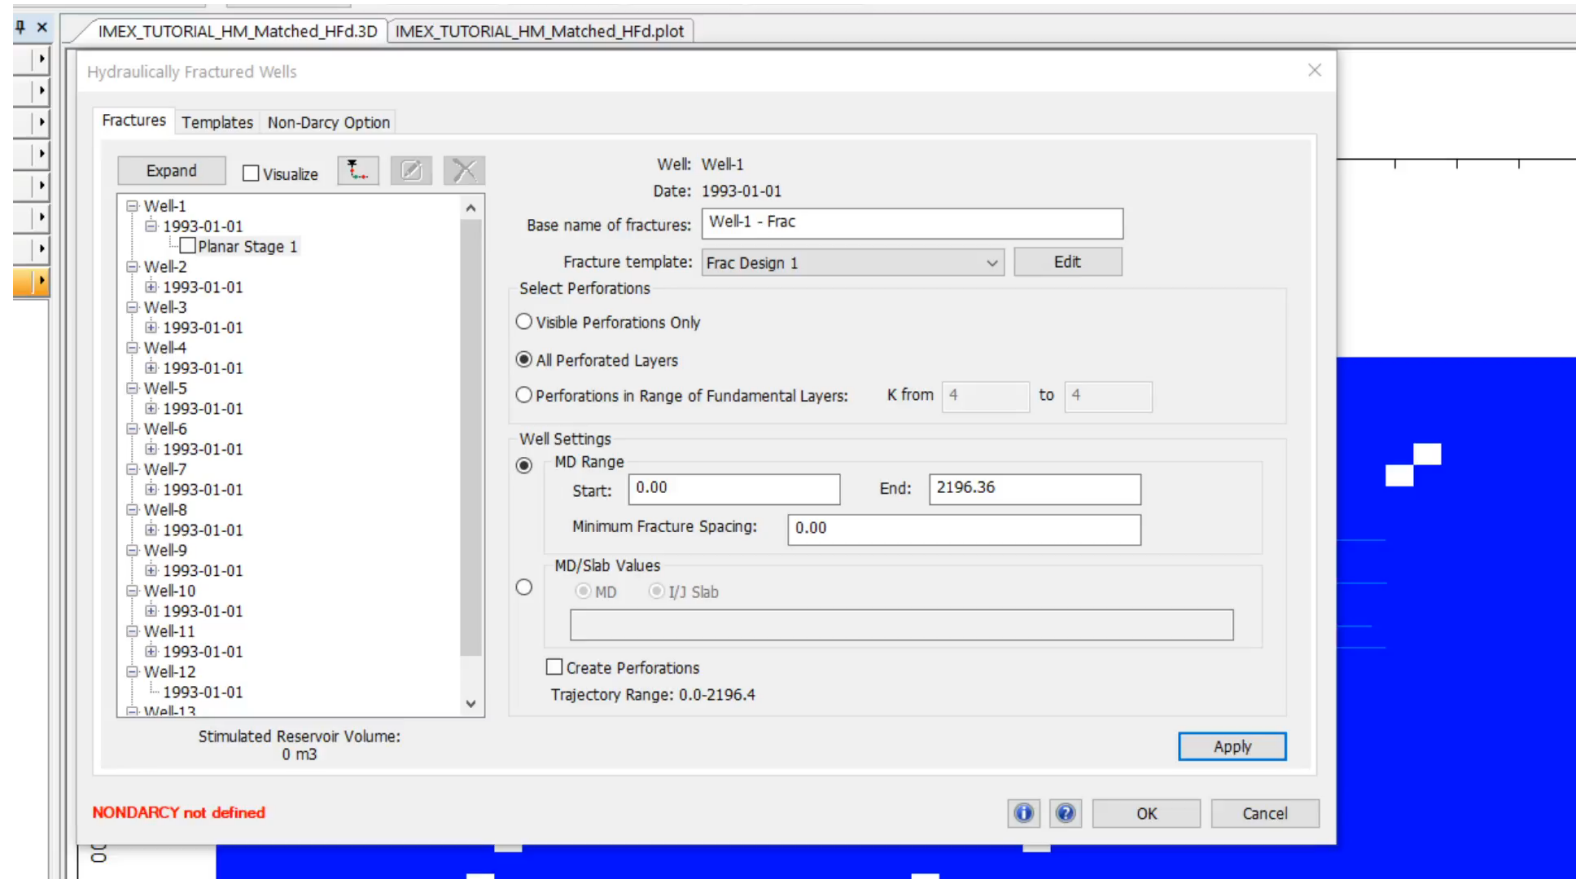 IMEX_TUTORIAL_HM_Matched_HFd.3D
IMEX_TUTORIAL_HM_Matched_HFd.plot
Hydraulically Fractured Wells
Fractures
Templates
Non-Darcy Option
Expand
Visualize
Well-1
1993-01-01
Planar Stage 1
Well-2
1993-01-01
Well-3
1993-01-01
Well-4
1993-01-01
Well-5
1993-01-01
Well-6
1993-01-01
Well-7
1993-01-01
Well-8
1993-01-01
Well-9
1993-01-01
Well-10
1993-01-01
Well-11
1993-01-01
Well-12
1993-01-01
Well-13
Stimulated Reservoir Volume:
0 m3
Well: Well-1
Date: 1993-01-01
Base name of fractures: Well-1 - Frac
Fracture template: Frac Design 1 Edit
Select Perforations
Visible Perforations Only
All Perforated Layers
Perforations in Range of Fundamental Layers: K from 4 to 4
Well Settings
MD Range
Start: 0.00 End: 2196.36
Minimum Fracture Spacing: 0.00
MD/Slab Values
MD I/J Slab
Create Perforations
Trajectory Range: 0.0-2196.4
Apply
NONDARCY not defined
OK
Cancel